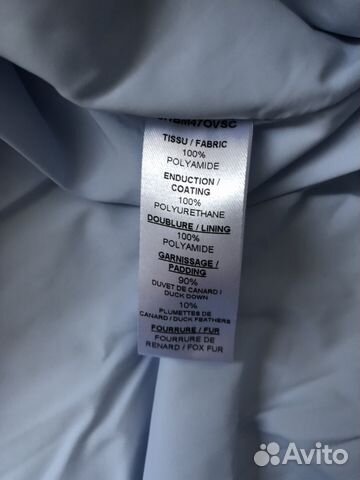 TISSU / FABRIC
100%
POLYAMIDE
ENDUCTION /
COATING
100%
POLYURETHANE
DOUBLURE / LINING
100%
POLYAMIDE
GARNISSAGE /
PADDING
90%
DUVET DE CANARD /
DUCK DOWN
10%
PLUMETTES DE
CANARD / DUCK FEATHERS
FOURRURE / FUR
FOURRURE DE
RENARD / FOX FUR
Avito